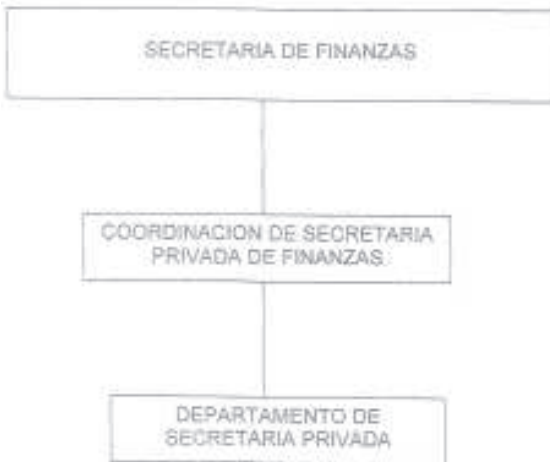 SECRETARIA DE FINANZAS
COORDINACION DE SECRETARIA
PRIVADA DE FINANZAS
DEPARTAMENTO DE
SECRETARIA PRIVADA